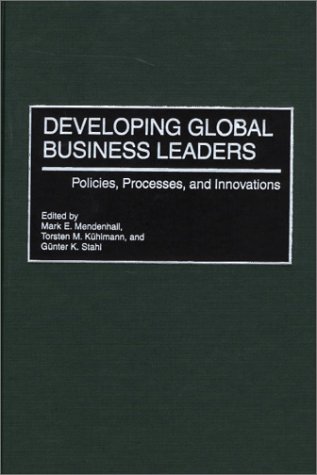 DEVELOPING GLOBAL
BUSINESS LEADERS
Policies, Processes, and Innovations
Edited by
Mark E. Mendenhall,
Torsten M. Kühlmann, and
Günter K. Stahl